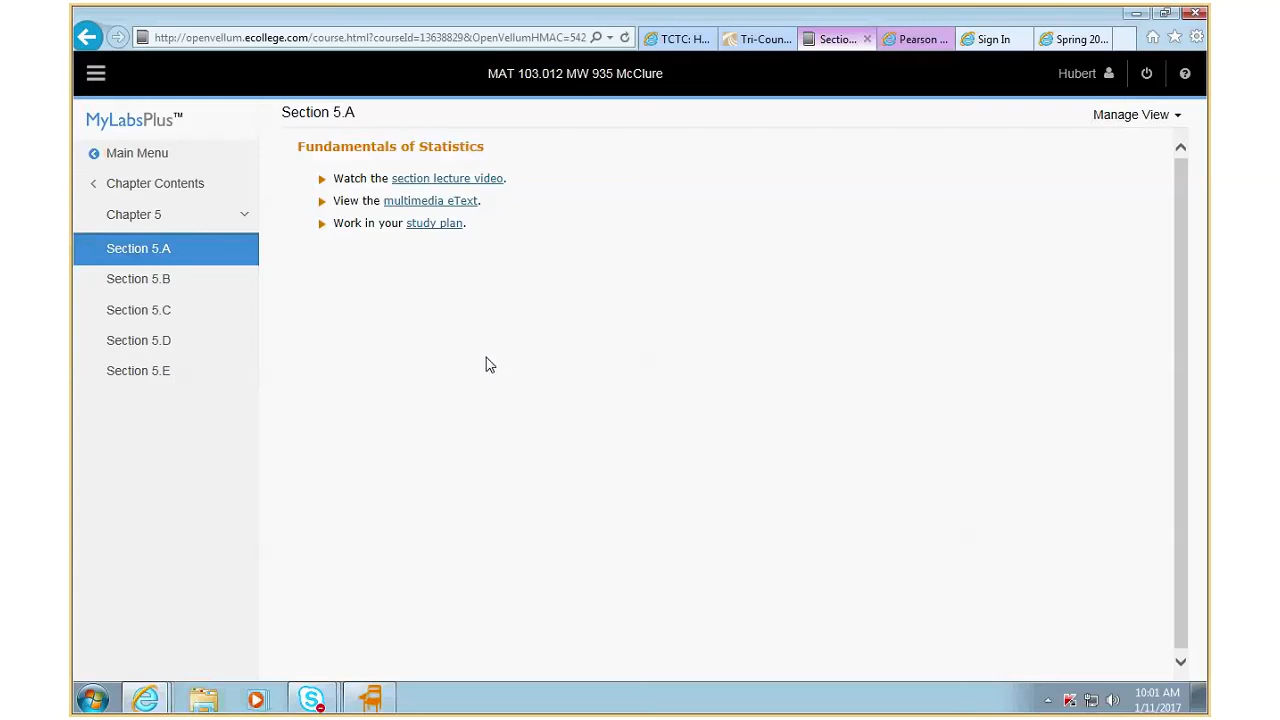 http://openvellum.ecollege.com/course.html?courseId=13638829&OpenVellumHMAC=542
TCTC: H...
Tri-Coun...
Sectio...
Pearson ...
Sign In
Spring 20...
MAT 103.012 MW 935 McClure
Hubert
MyLabsPlus™
Main Menu
Chapter Contents
Chapter 5
Section 5.A
Section 5.B
Section 5.C
Section 5.D
Section 5.E
Section 5.A
Manage View
Fundamentals of Statistics
Watch the section lecture video.
View the multimedia eText.
Work in your study plan.
10:01 AM
1/11/2017